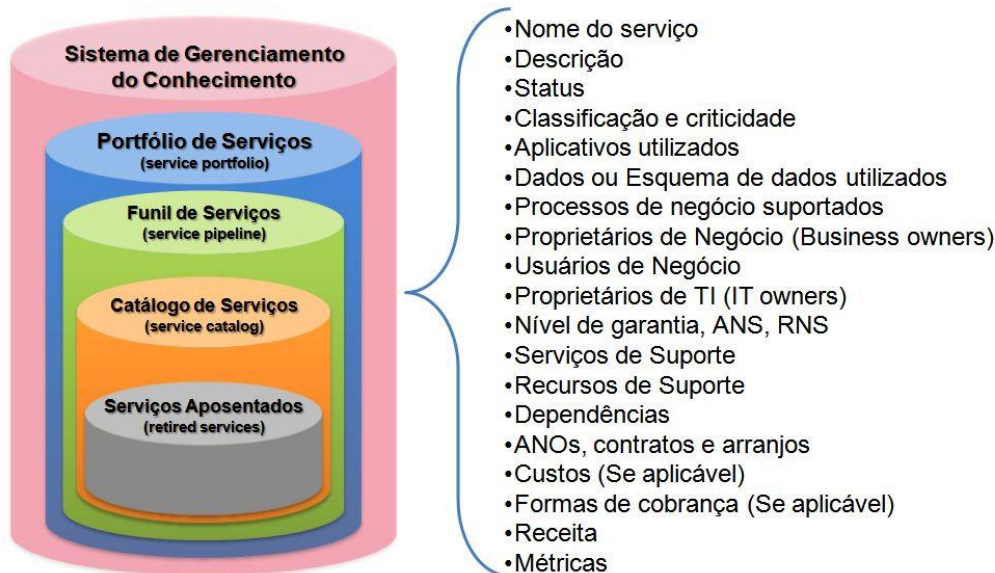 Sistema de Gerenciamento
do Conhecimento
Portfólio de Serviços
(service portfolio)
Funil de Serviços
(service pipeline)
Catálogo de Serviços
(service catalog)
Serviços Aposentados
(retired services)
•Nome do serviço
•Descrição
•Status
•Classificação e criticidade
•Aplicativos utilizados
•Dados ou Esquema de dados utilizados
•Processos de negócio suportados
•Proprietários de Negócio (Business owners)
•Usuários de Negócio
•Proprietários de TI (IT owners)
•Nível de garantia, ANS, RNS
•Serviços de Suporte
•Recursos de Suporte
•Dependências
•ANOs, contratos e arranjos
•Custos (Se aplicável)
•Formas de cobrança (Se aplicável)
•Receita
•Métricas